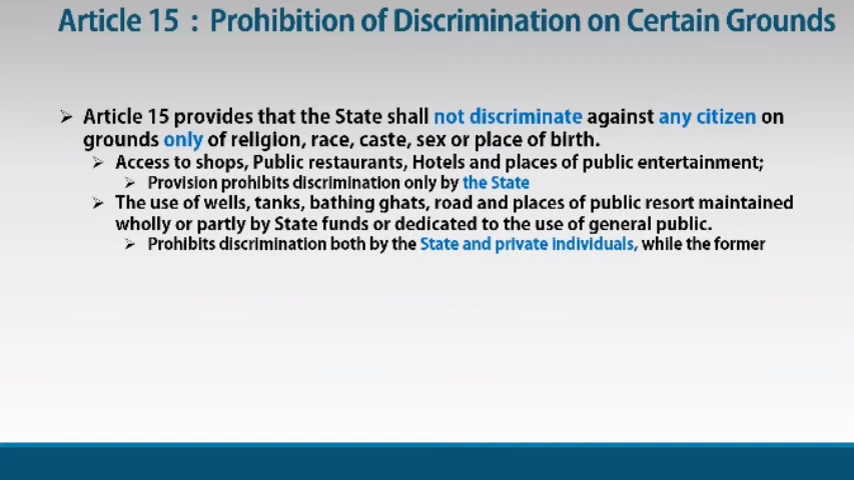 Article 15 : Prohibition of Discrimination on Certain Grounds
➢ Article 15 provides that the State shall not discriminate against any citizen on
grounds only of religion, race, caste, sex or place of birth.
➢ Access to shops, Public restaurants, Hotels and places of public entertainment;
➢ Provision prohibits discrimination only by the State
➢ The use of wells, tanks, bathing ghats, road and places of public resort maintained
wholly or partly by State funds or dedicated to the use of general public.
➢ Prohibits discrimination both by the State and private individuals, while the former